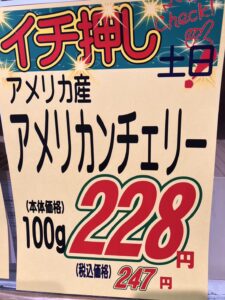 Check!
イチ押し
土日
アメリカ産
アメリカンチェリー
(本体価格)
100g 228円
(税込価格) 247円